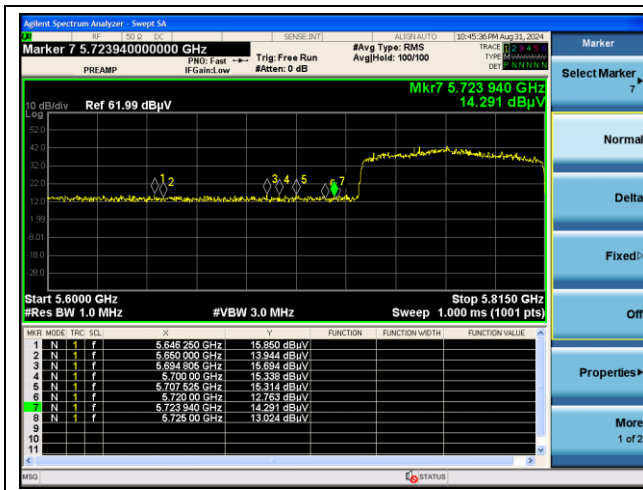 Agilent Spectrum Analyzer - Swept SA
RF 50 Ω DC SENSE:INT ALIGN AUTO 10:45:36 PM Aug 31, 2024
Marker 7 5.723940000000 GHz
PREAMP
PNO: Fast
IFGain:Low
Trig: Free Run
#Atten: 0 dB
#Avg Type: RMS
Avg|Hold: 100/100
TRACE 1 2 3 4 5 6
TYPE
DET P N N N N N
Mkr7 5.723 940 GHz
14.291 dBµV
10 dB/div Ref 61.99 dBµV
Log
52.0
42.0
32.0
22.0
12.0
1.99
-8.01
-18.0
-28.0
1 2 3 4 5 7
Start 5.6000 GHz Stop 5.8150 GHz
#Res BW 1.0 MHz #VBW 3.0 MHz Sweep 1.000 ms (1001 pts)
MKR MODE TRC SCL X Y FUNCTION FUNCTION WIDTH FUNCTION VALUE
1 N 1 f 5.646 250 GHz 15.850 dBµV
2 N 1 f 5.650 000 GHz 13.944 dBµV
3 N 1 f 5.694 805 GHz 15.694 dBµV
4 N 1 f 5.700 00 GHz 15.338 dBµV
5 N 1 f 5.707 525 GHz 15.314 dBµV
6 N 1 f 5.720 00 GHz 12.763 dBµV
7 N 1 f 5.723 940 GHz 14.291 dBµV
8 N 1 f 5.725 00 GHz 13.024 dBµV
9
10
11
MSG STATUS
Marker
Select Marker
7
Normal
Delta
Fixed
Off
Properties
More
1 of 2